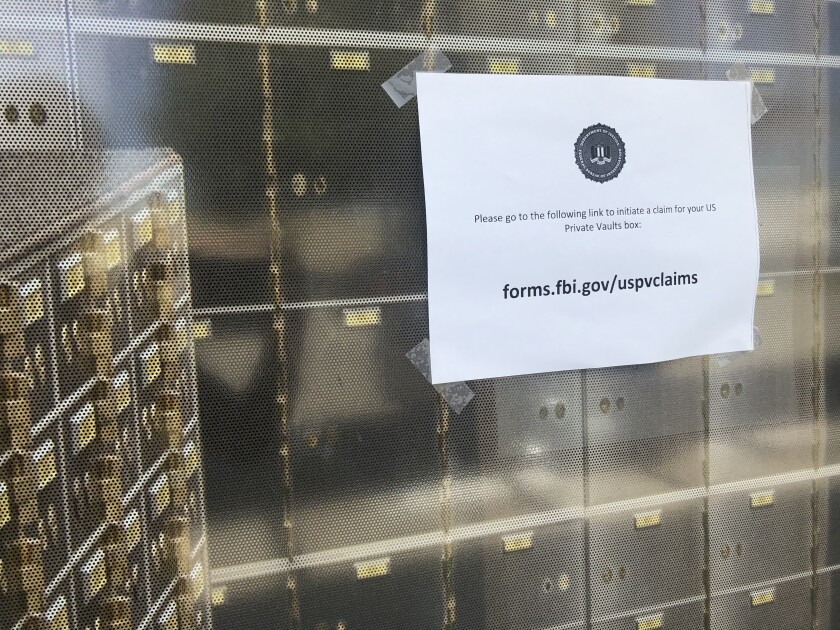 Please go to the following link to initiate a claim for your US
Private Vaults box:
forms.fbi.gov/uspvclaims